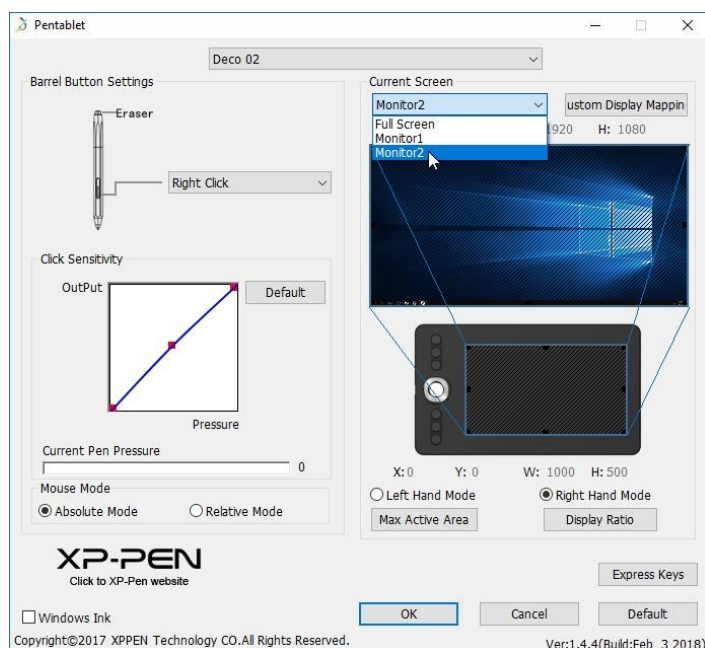 Pentablet
Deco 02
Barrel Button Settings
Eraser
Right Click
Click Sensitivity
OutPut
Default
Pressure
Current Pen Pressure
0
Mouse Mode
Absolute Mode
Relative Mode
Current Screen
Monitor2
ustom Display Mappin
Full Screen
Monitor1
Monitor2
1920 H: 1080
X: 0 Y: 0 W: 1000 H: 500
Left Hand Mode
Right Hand Mode
Max Active Area
Display Ratio
XP-PEN
Click to XP-Pen website
Express Keys
Windows Ink
OK
Cancel
Default
Copyright©2017 XPPEN Technology CO.All Rights Reserved.
Ver:1.4.4(Build:Feb 3 2018)